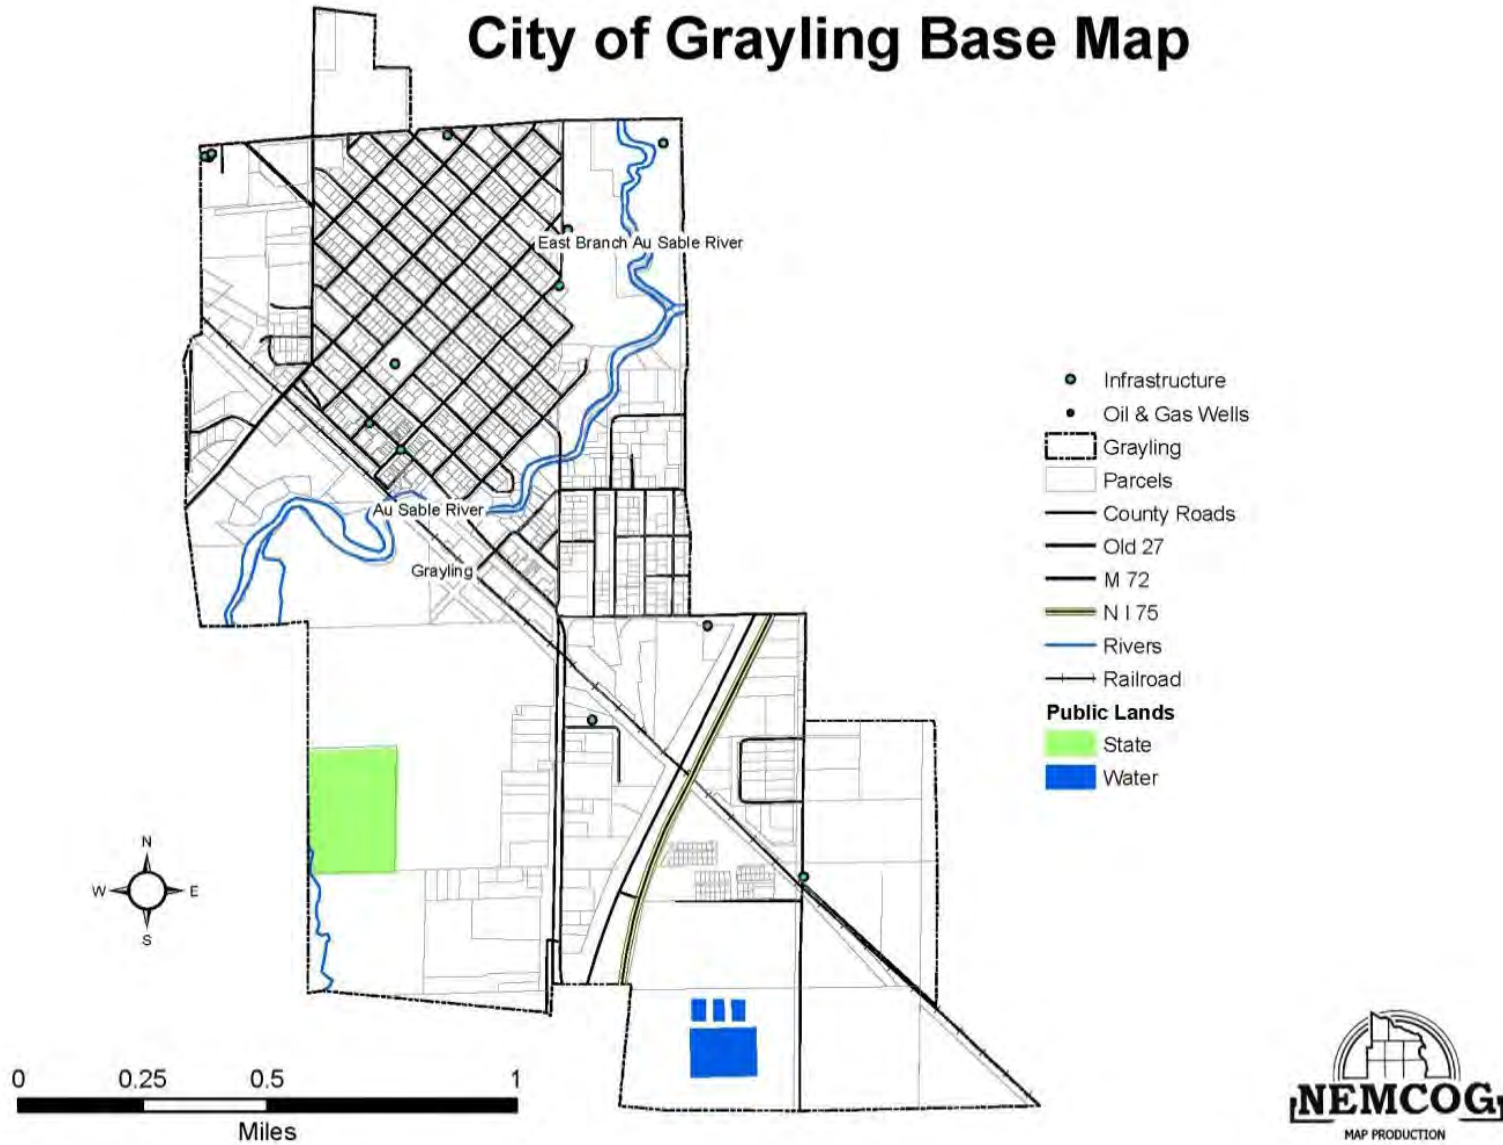 City of Grayling Base Map
East Branch Au Sable River
Au Sable River
Grayling
Infrastructure
Oil & Gas Wells
Grayling
Parcels
County Roads
Old 27
M 72
N I 75
Rivers
Railroad
Public Lands
State
Water
N
W E
S
0 0.25 0.5 1
Miles
NEMCOG
MAP PRODUCTION